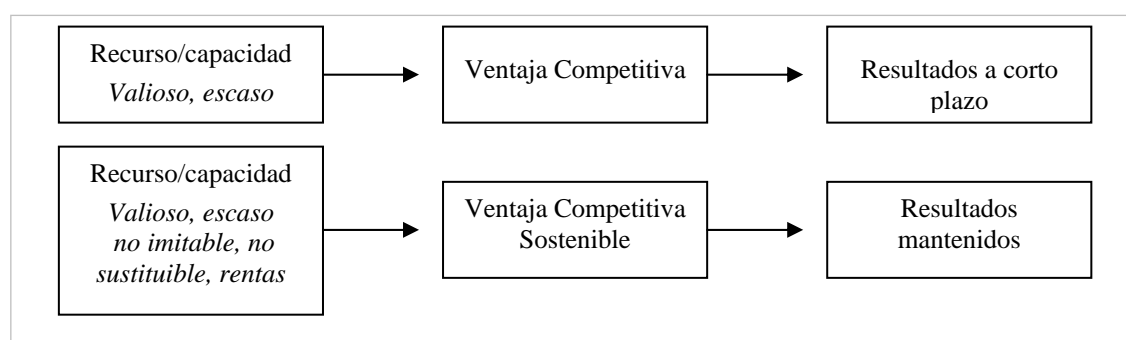 Recurso/capacidad
Valioso, escaso
Ventaja Competitiva
Resultados a corto
plazo
Recurso/capacidad
Valioso, escaso
no imitable, no
sustituible, rentas
Ventaja Competitiva
Sostenible
Resultados
mantenidos